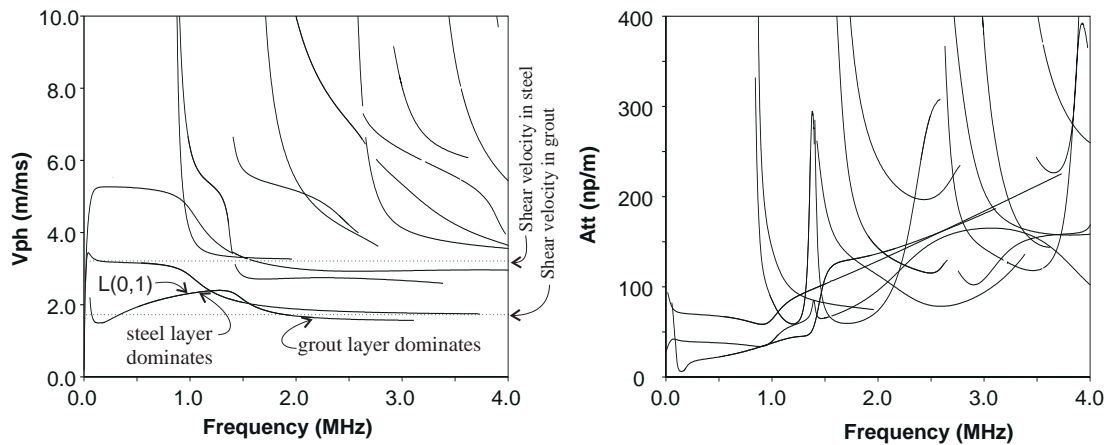 10.0
8.0
6.0
4.0
2.0
0.0
Vph (m/ms)
0.0
1.0
2.0
3.0
4.0
Frequency (MHz)
L(0,1)
steel layer
dominates
grout layer dominates
Shear velocity in steel
Shear velocity in grout
400
300
200
100
0
Att (np/m)
0.0
1.0
2.0
3.0
4.0
Frequency (MHz)